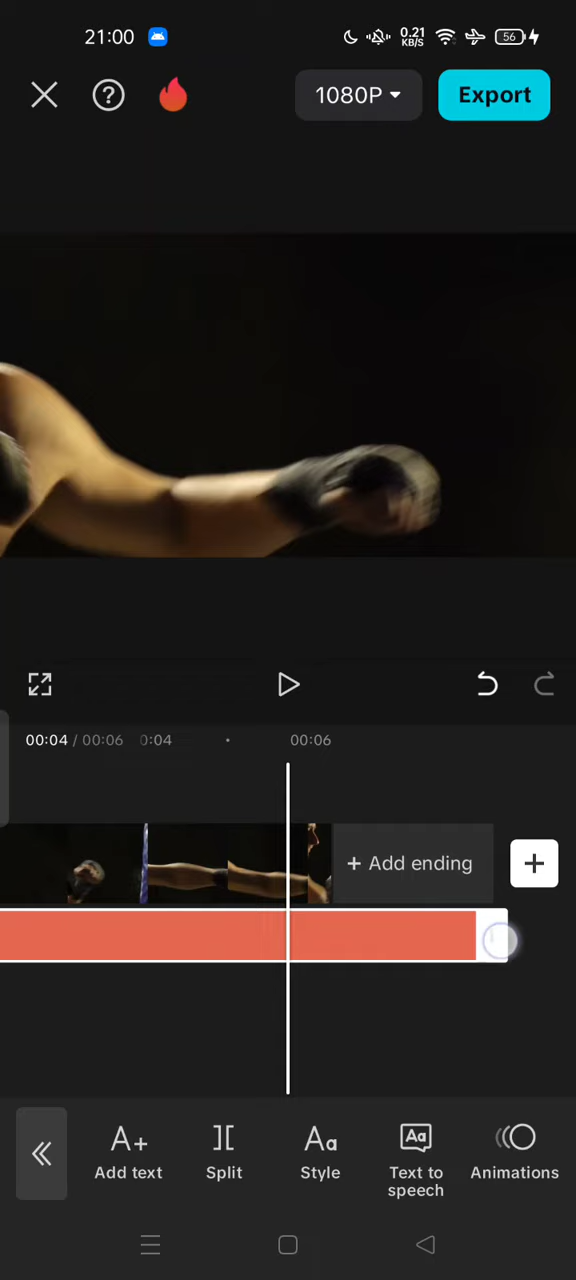 21:00
0.21
KB/S
56
?
1080P
Export
00:04 / 00:06
0:04
00:06
+ Add ending
+
A+
Aa
Aa
Add text
Split
Style
Text to
speech
Animations